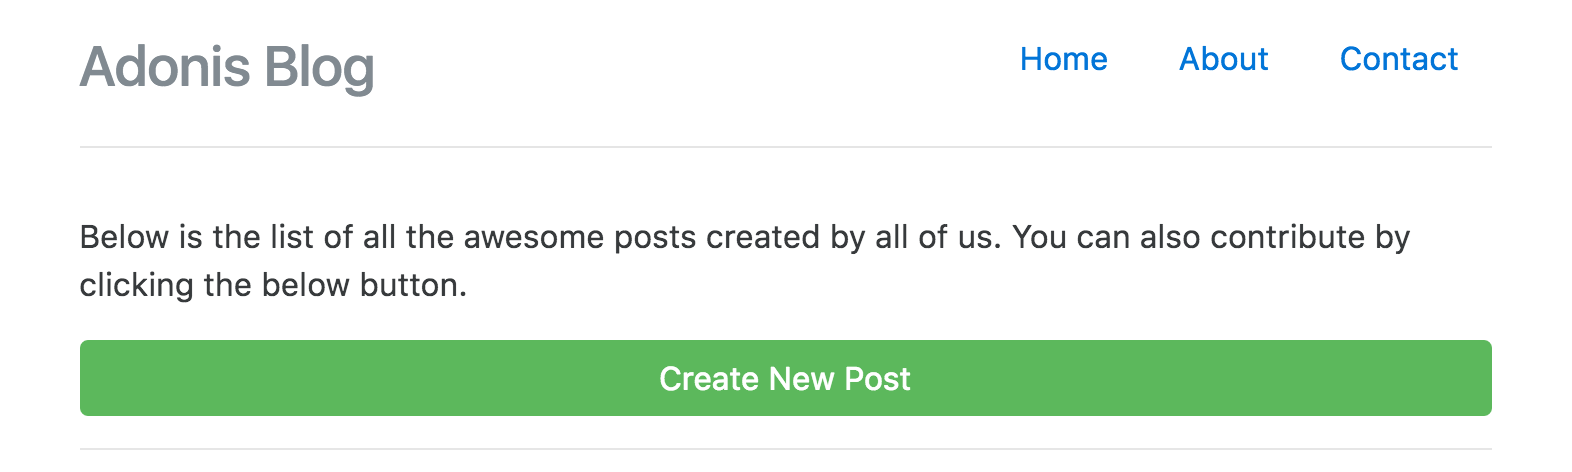 Adonis Blog
Home About Contact
Below is the list of all the awesome posts created by all of us. You can also contribute by
clicking the below button.
Create New Post